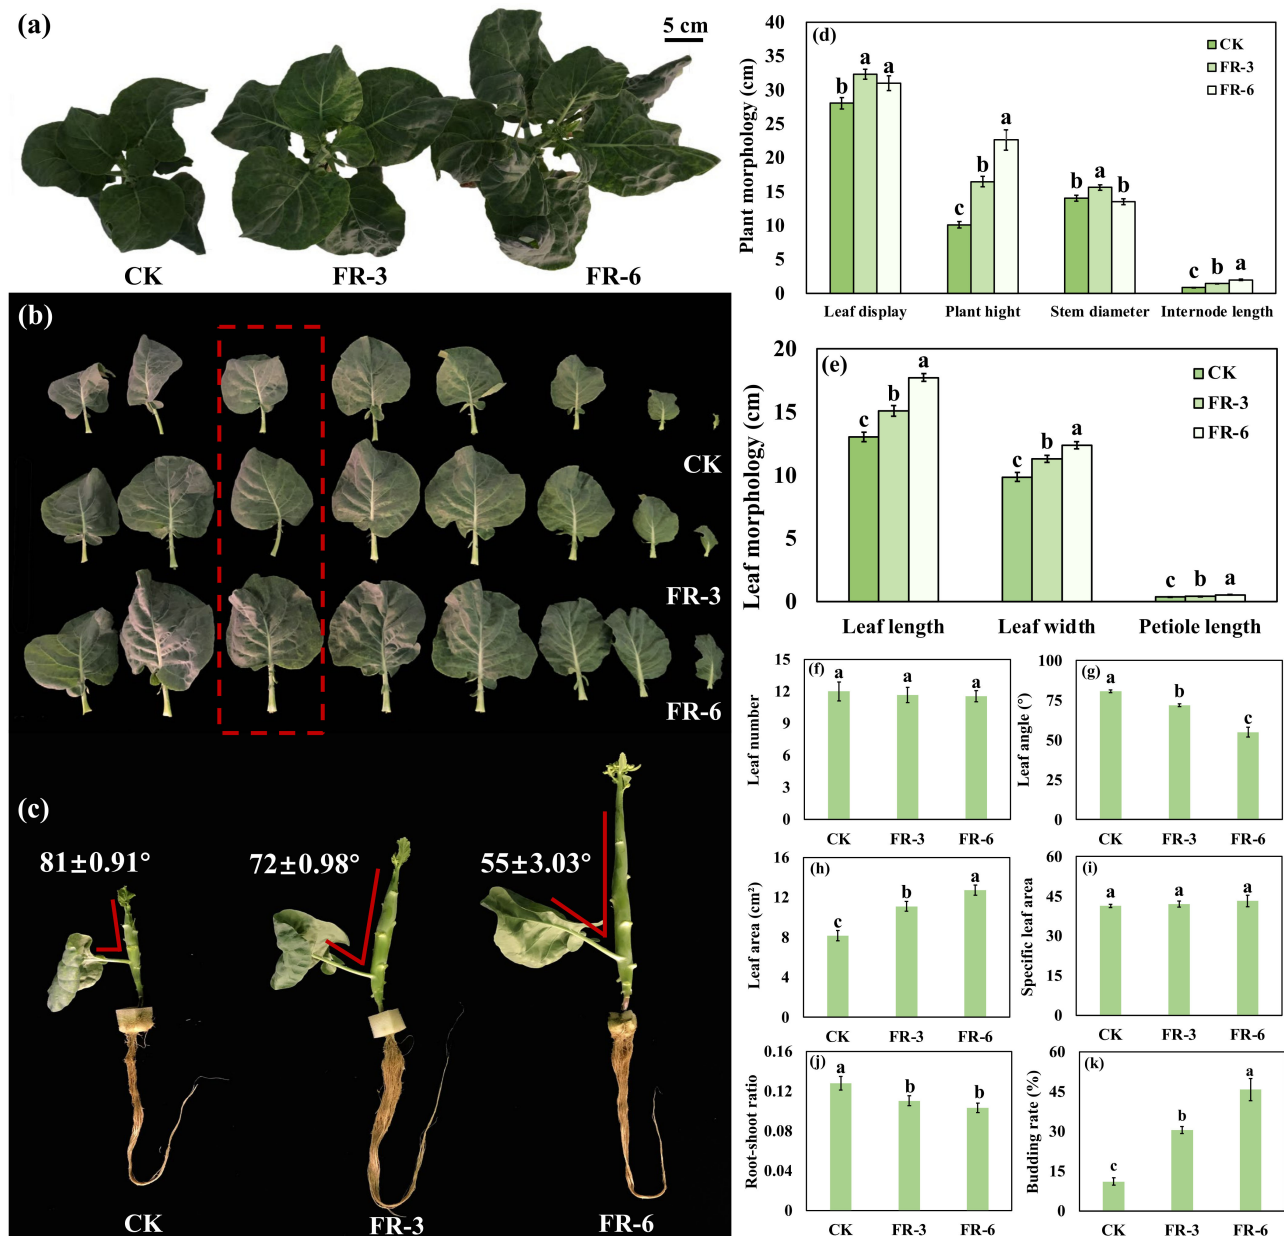 (a)
5 cm
CK
FR-3
FR-6
(b)
CK
FR-3
FR-6
(c)
81±0.91°
72±0.98°
55±3.03°
CK
FR-3
FR-6
(d)
Plant morphology (cm)
40
35
30
25
20
15
10
5
0
CK
FR-3
FR-6
b a a
c b a
b a b
c b a
Leaf display Plant hight Stem diameter Internode length
(e)
Leaf morphology (cm)
20
15
10
5
0
CK
FR-3
FR-6
c b a
c b a
c b a
Leaf length Leaf width Petiole length
(f)
Leaf number
15
12
9
6
3
0
a a a
CK FR-3 FR-6
(g)
Leaf angle (°)
100
75
50
25
0
a b c
CK FR-3 FR-6
(h)
Leaf area (cm²)
16
12
8
4
0
c b a
CK FR-3 FR-6
(i)
Specific leaf area
60
45
30
15
0
a a a
CK FR-3 FR-6
(j)
Root-shoot ratio
0.16
0.12
0.08
0.04
0
a b b
CK FR-3 FR-6
(k)
Budding rate (%)
60
45
30
15
0
c b a
CK FR-3 FR-6